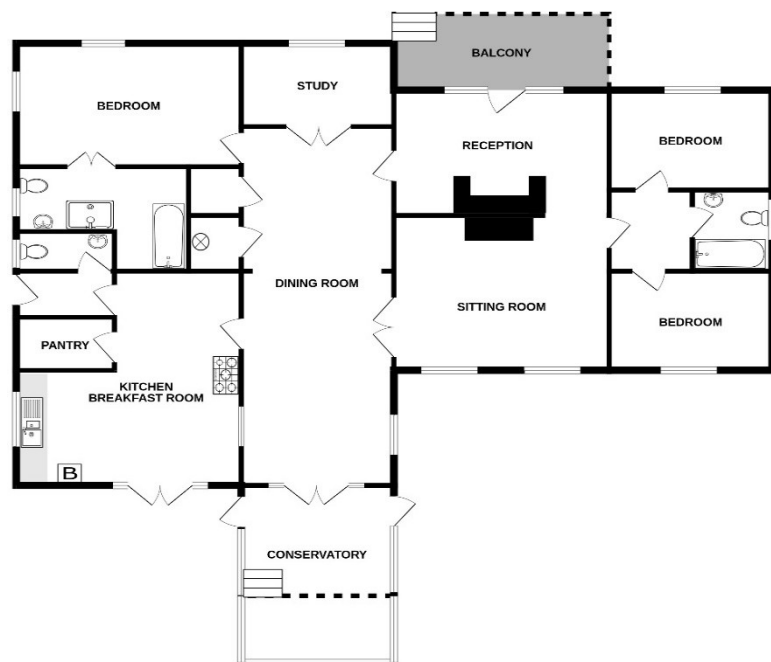 BALCONY
BEDROOM
STUDY
RECEPTION
BEDROOM
DINING ROOM
SITTING ROOM
PANTRY
BEDROOM
KITCHEN
BREAKFAST ROOM
B
CONSERVATORY